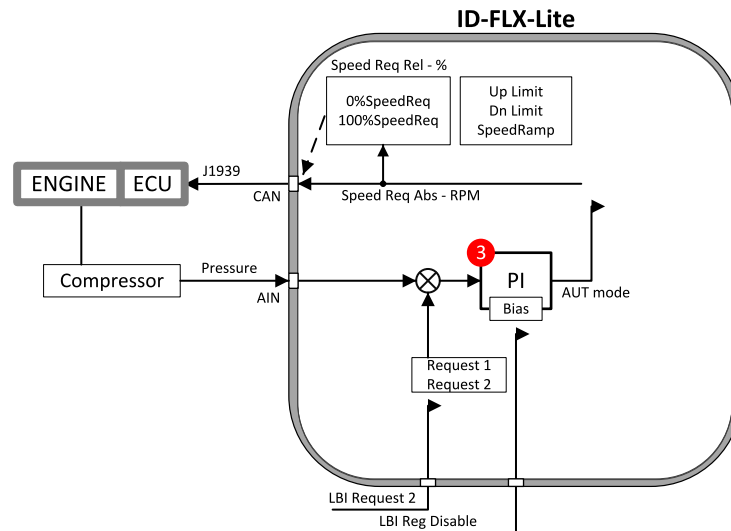 ID-FLX-Lite
Speed Req Rel - %
0%SpeedReq
100%SpeedReq
Up Limit
Dn Limit
SpeedRamp
J1939
ENGINE
ECU
CAN
Speed Req Abs - RPM
3
Pressure
Compressor
AIN
PI
Bias
AUT mode
Request 1
Request 2
LBI Request 2
LBI Reg Disable